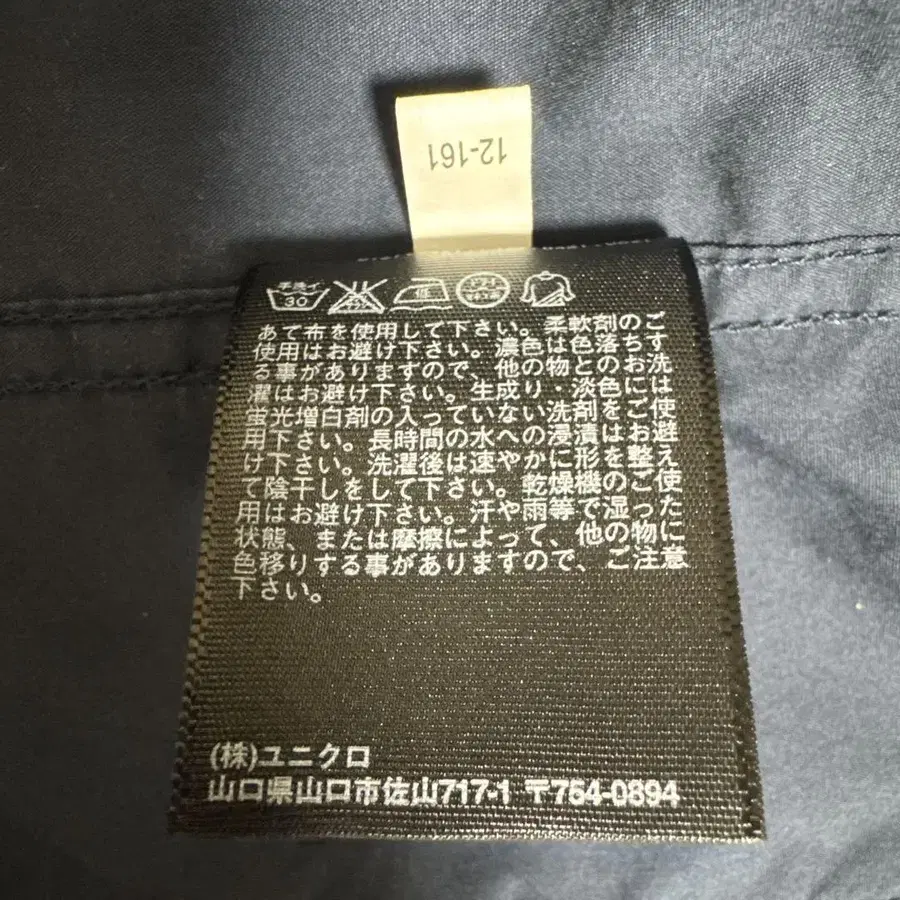 12-161
手洗イ
30
低
あて布を使用して下さい。柔軟剤のご
使用はお避け下さい。濃色は色落ちす
る事がありますので、他の物とのお洗
濯はお避け下さい。生成り・淡色には
蛍光増白剤の入っていない洗剤をご使
用下さい。長時間の水への浸漬はお避
け下さい。洗濯後は速やかに形を整え
て陰干しをして下さい。乾燥機のご使
用はお避け下さい。汗や雨等で湿った
状態、または摩擦によって、他の物に
色移りする事がありますので、ご注意
下さい。
(株)ユニクロ
山口県山口市佐山717-1 〒754-0894